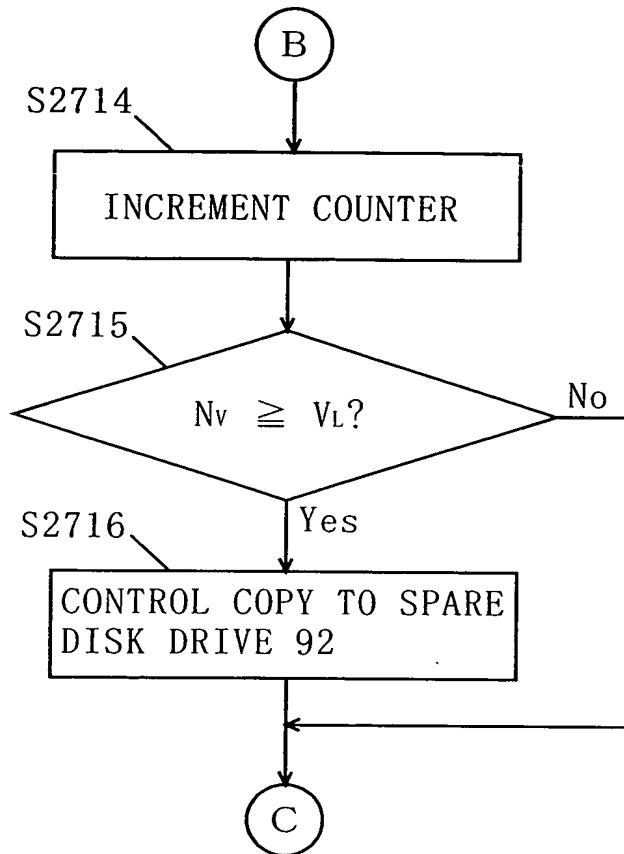 B
S2714
INCREMENT COUNTER
S2715
Nv ≧ VL?
No
Yes
S2716
CONTROL COPY TO SPARE
DISK DRIVE 92
C